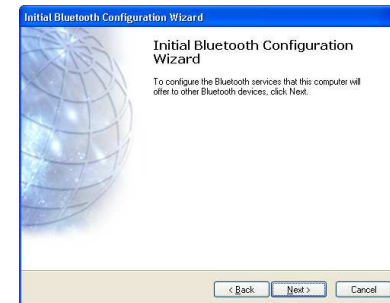 Initial Bluetooth Configuration Wizard
Initial Bluetooth Configuration
Wizard
To configure the Bluetooth services that this computer will
offer to other Bluetooth devices, click Next.
< Back Next > Cancel